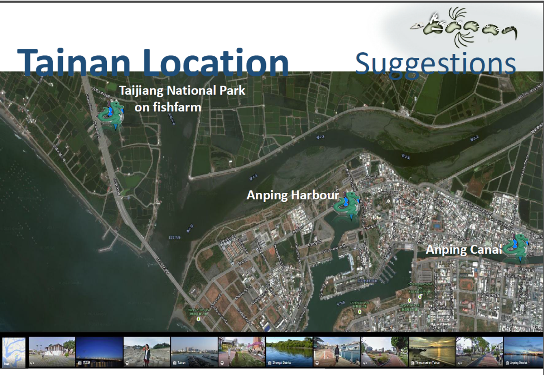 Tainan Location
Suggestions
Taijiang National Park
on fishfarm
Anping Harbour
Anping Canal